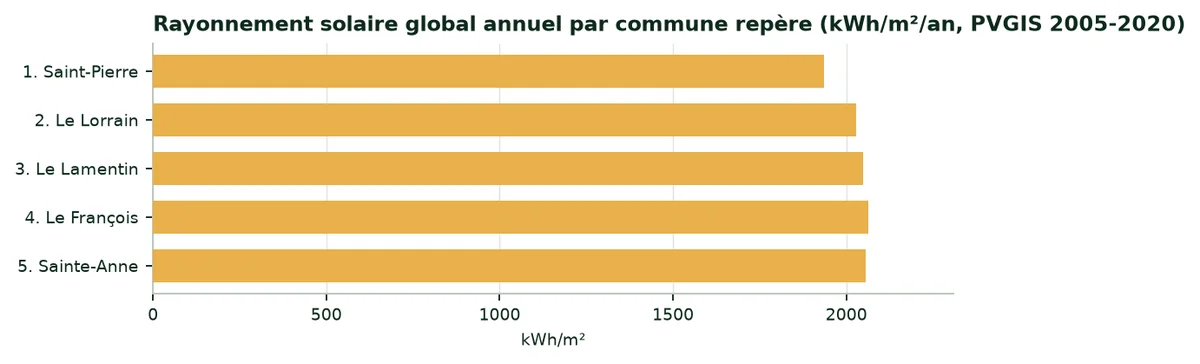 Rayonnement solaire global annuel par commune repère (kWh/m²/an, PVGIS 2005-2020)
1. Saint-Pierre
2. Le Lorrain
3. Le Lamentin
4. Le François
5. Sainte-Anne
0 500 1000 1500 2000
kWh/m²